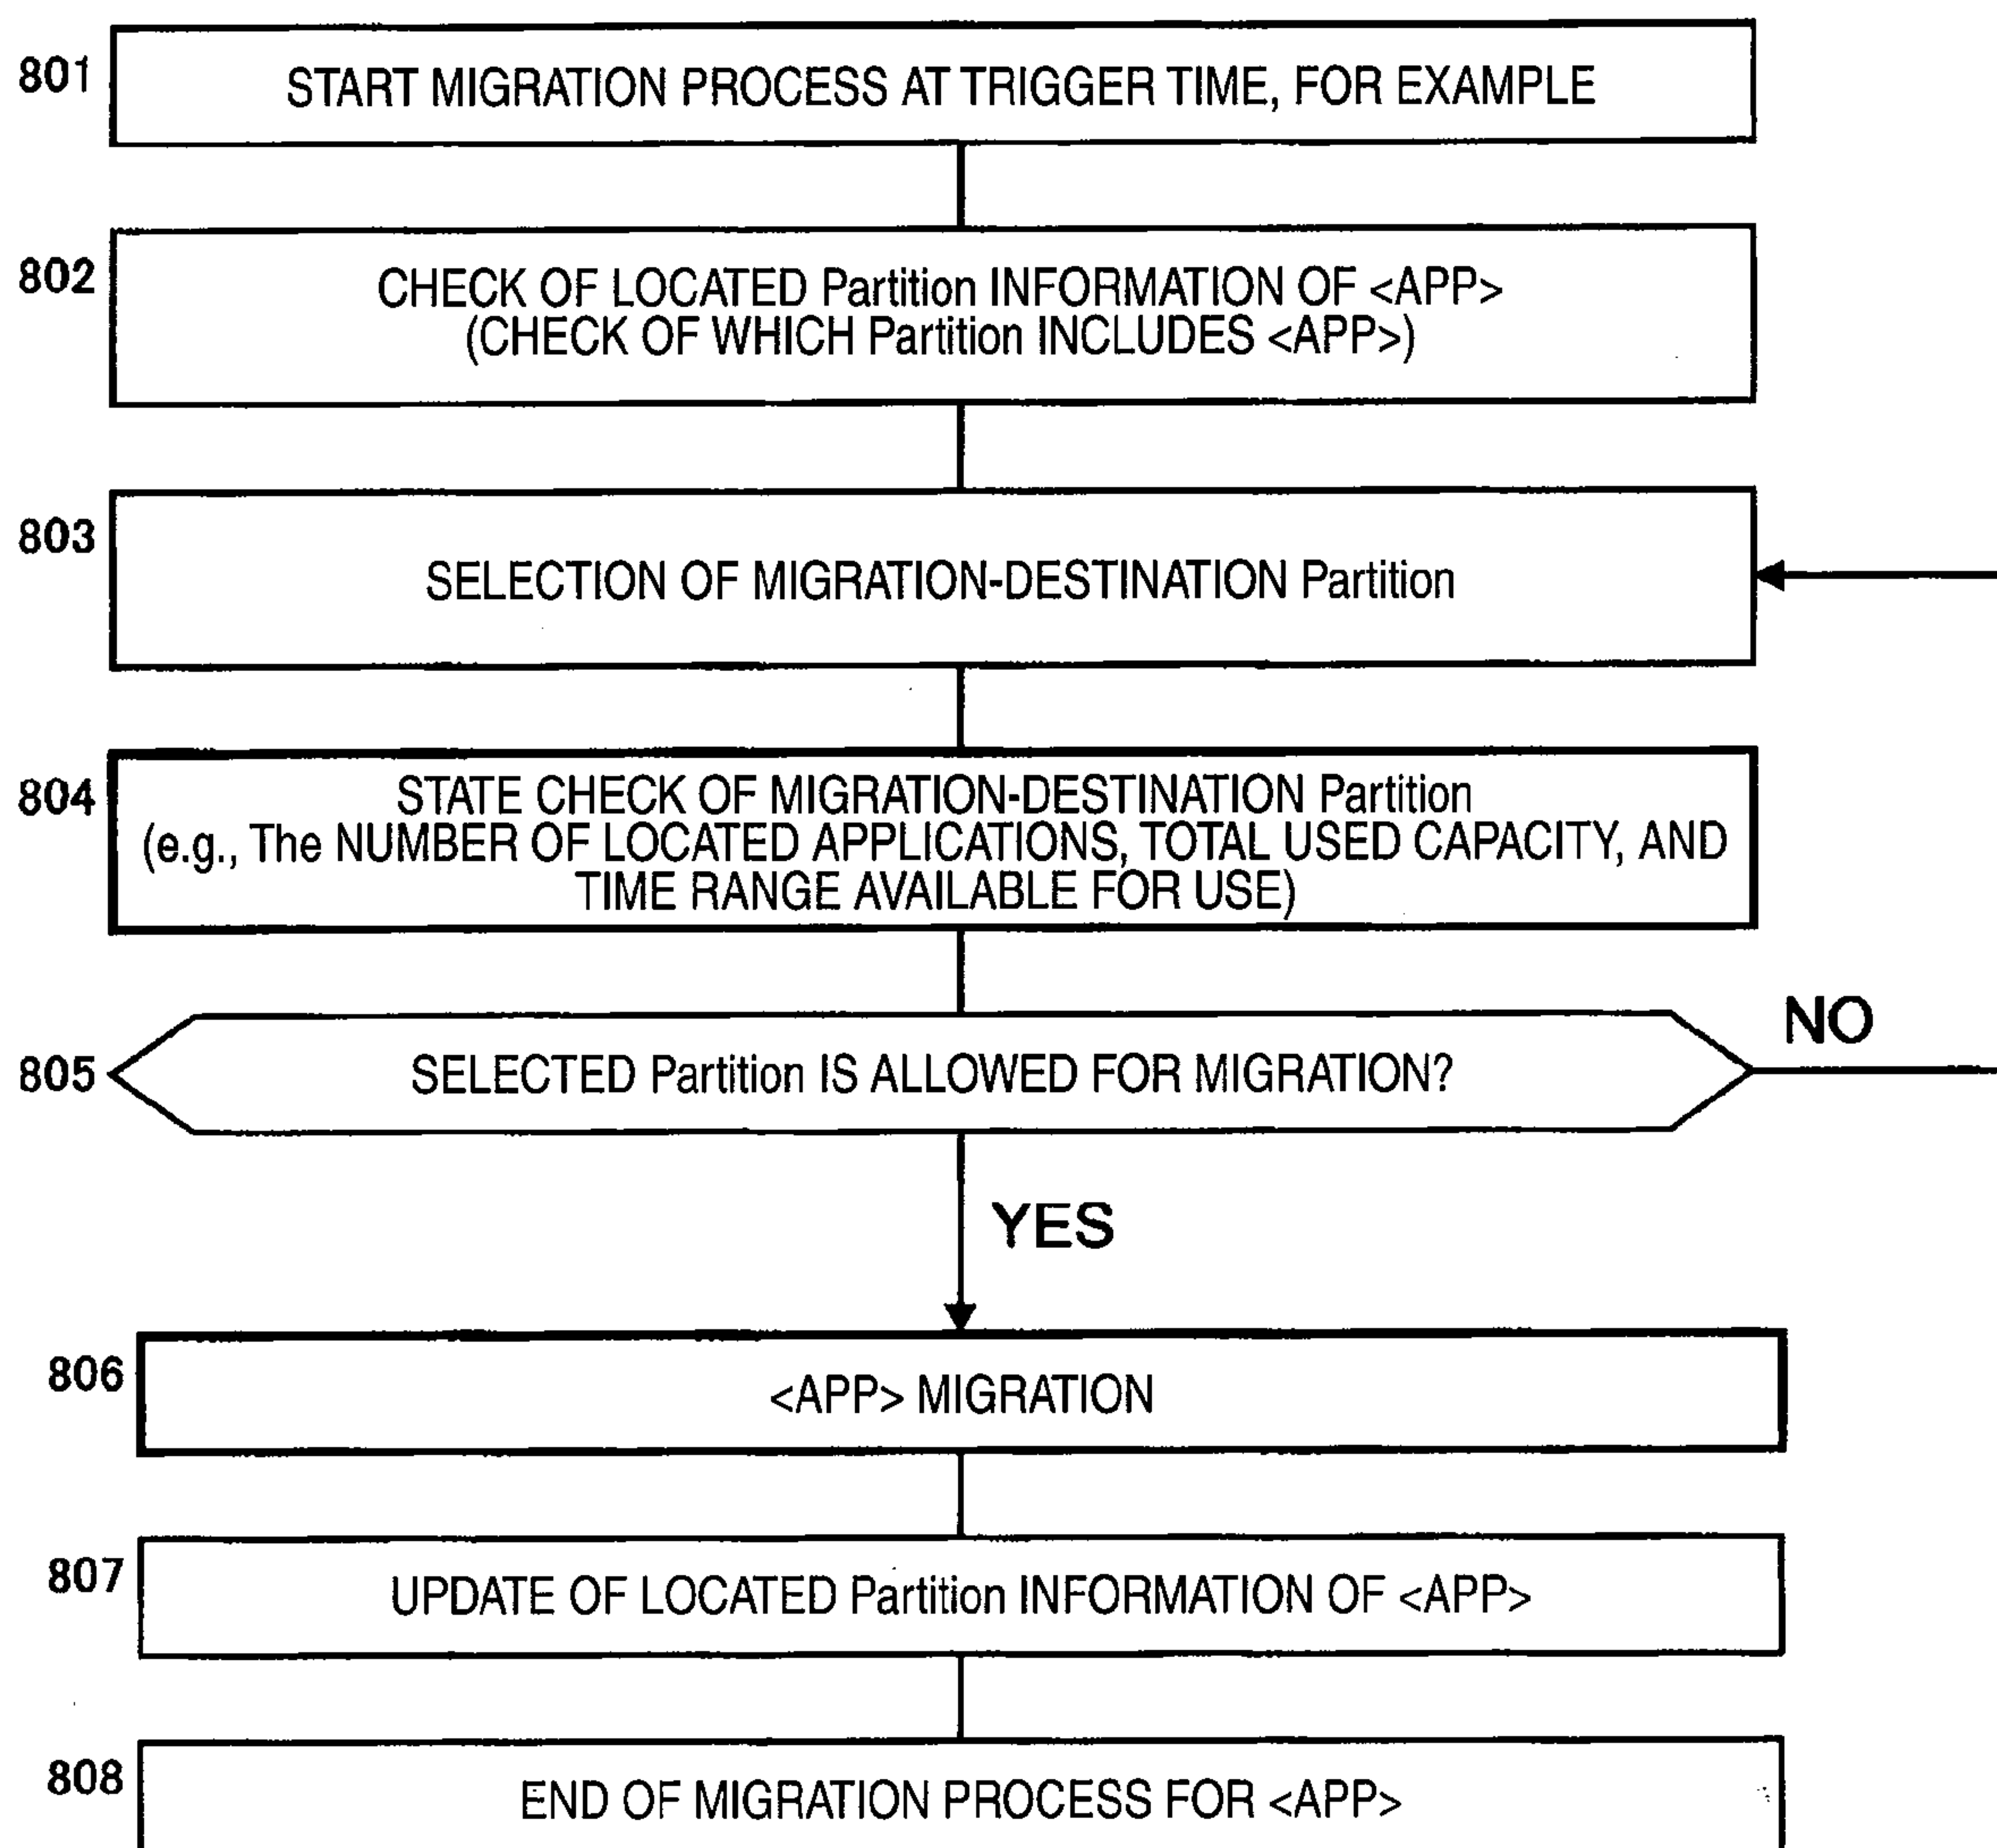 801
START MIGRATION PROCESS AT TRIGGER TIME, FOR EXAMPLE
802
CHECK OF LOCATED Partition INFORMATION OF <APP>
(CHECK OF WHICH Partition INCLUDES <APP>)
803
SELECTION OF MIGRATION-DESTINATION Partition
804
STATE CHECK OF MIGRATION-DESTINATION Partition
(e.g., The NUMBER OF LOCATED APPLICATIONS, TOTAL USED CAPACITY, AND
TIME RANGE AVAILABLE FOR USE)
805
SELECTED Partition IS ALLOWED FOR MIGRATION?
NO
YES
806
<APP> MIGRATION
807
UPDATE OF LOCATED Partition INFORMATION OF <APP>
808
END OF MIGRATION PROCESS FOR <APP>